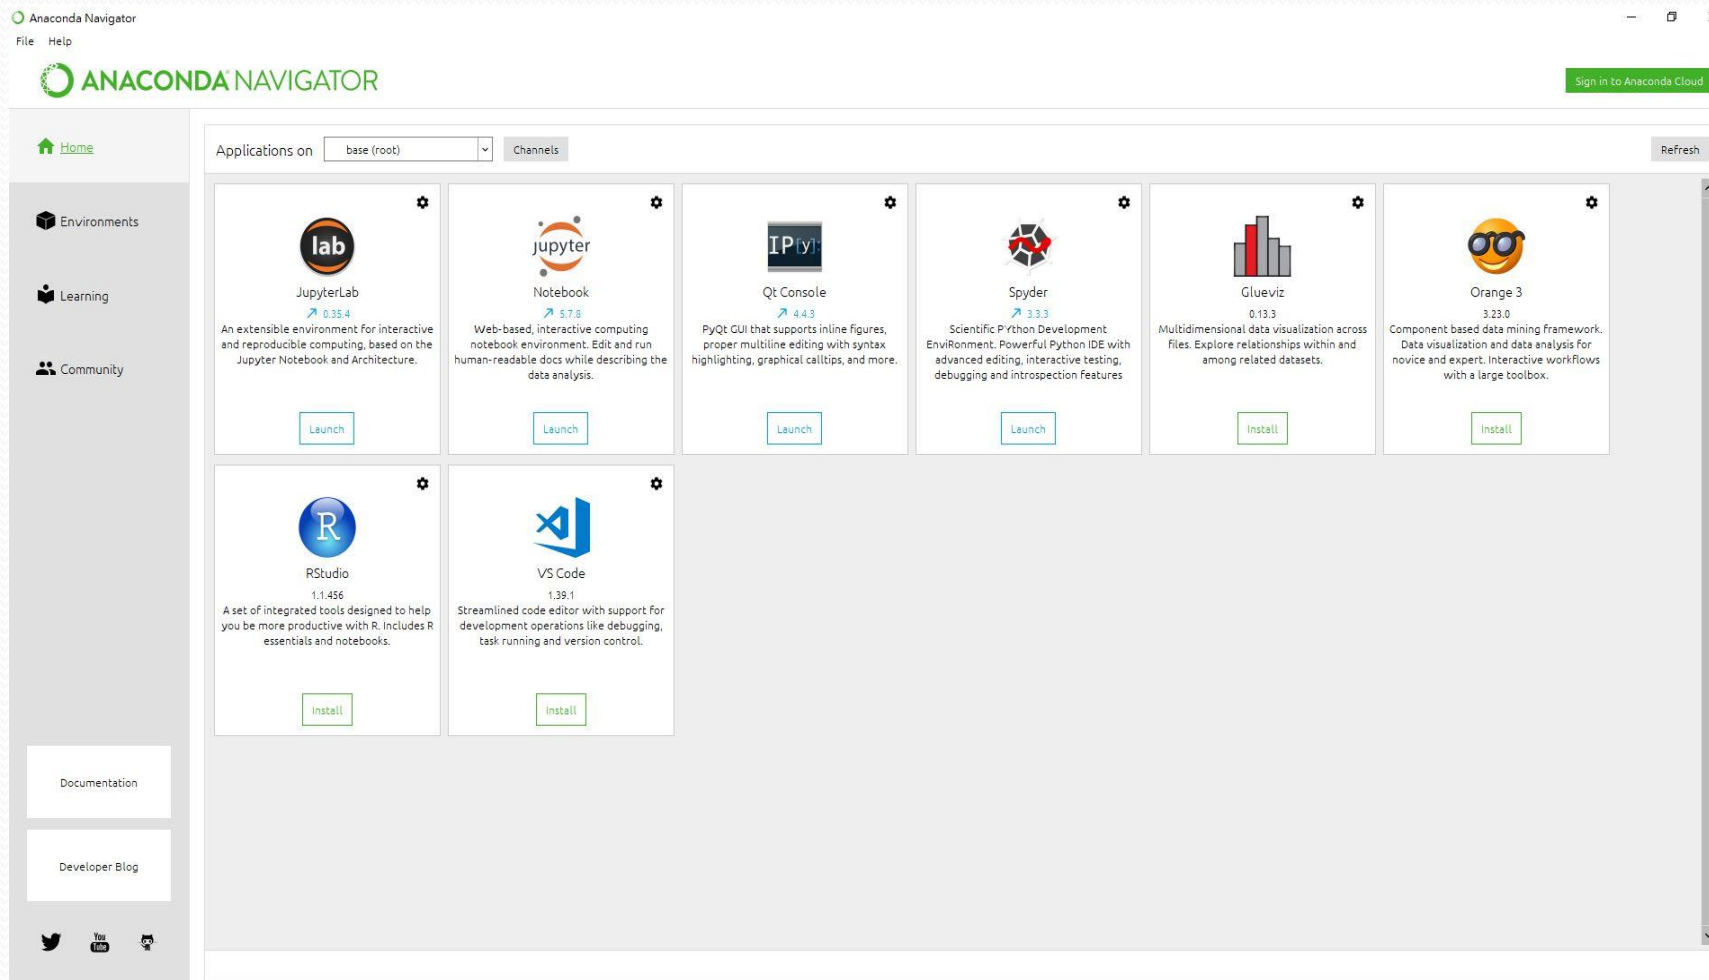 Anaconda Navigator
File Help
ANACONDA NAVIGATOR
Sign in to Anaconda Cloud
Home
Environments
Learning
Community
Documentation
Developer Blog
You
Tube
Applications on base (root) Channels
Refresh
lab
JupyterLab
0.35.4
An extensible environment for interactive
and reproducible computing, based on the
Jupyter Notebook and Architecture.
Launch
jupyter
Notebook
5.7.8
Web-based, interactive computing
notebook environment. Edit and run
human-readable docs while describing the
data analysis.
Launch
IP[y]:
Qt Console
4.4.3
PyQt GUI that supports inline figures,
proper multiline editing with syntax
highlighting, graphical calltips, and more.
Launch
Spyder
3.3.3
Scientific PYthon Development
EnviRonment. Powerful Python IDE with
advanced editing, interactive testing,
debugging and introspection features
Launch
Glueviz
0.13.3
Multidimensional data visualization across
files. Explore relationships within and
among related datasets.
Install
Orange 3
3.23.0
Component based data mining framework.
Data visualization and data analysis for
novice and expert. Interactive workflows
with a large toolbox.
Install
R
RStudio
1.1.456
A set of integrated tools designed to help
you be more productive with R. Includes R
essentials and notebooks.
Install
VS Code
1.39.1
Streamlined code editor with support for
development operations like debugging,
task running and version control.
Install